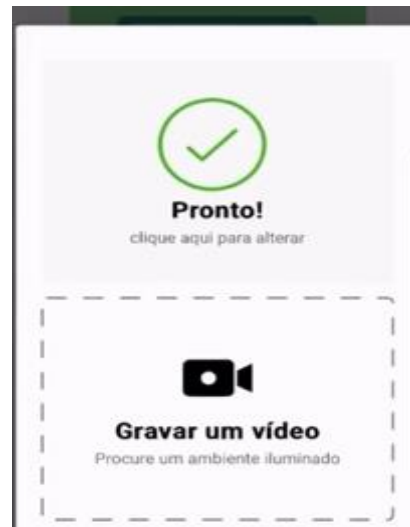 Pronto!
clique aqui para alterar
Gravar um vídeo
Procure um ambiente iluminado